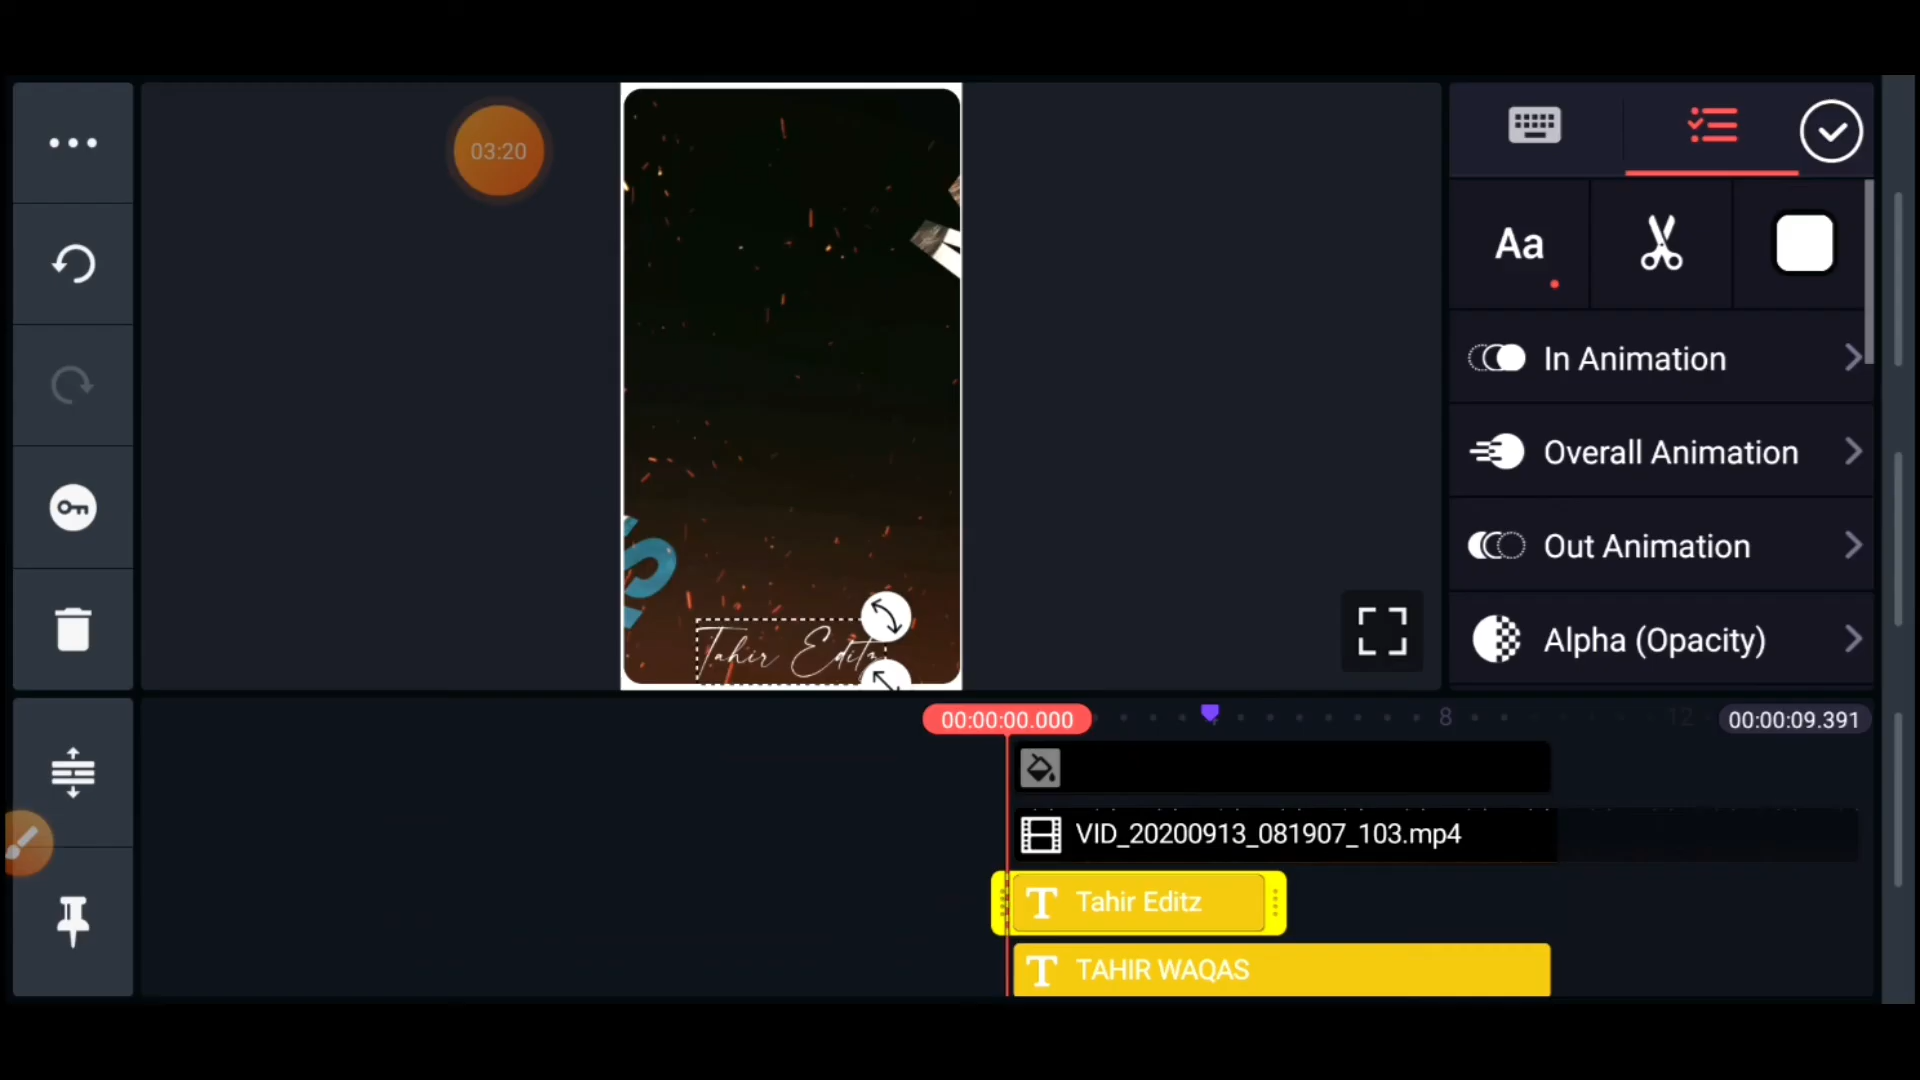 03:20
Aa
In Animation
Overall Animation
Out Animation
Alpha (Opacity)
S
Tahir Editz
00:00:00.000
8
12
00:00:09.391
VID_20200913_081907_103.mp4
T Tahir Editz
T TAHIR WAQAS